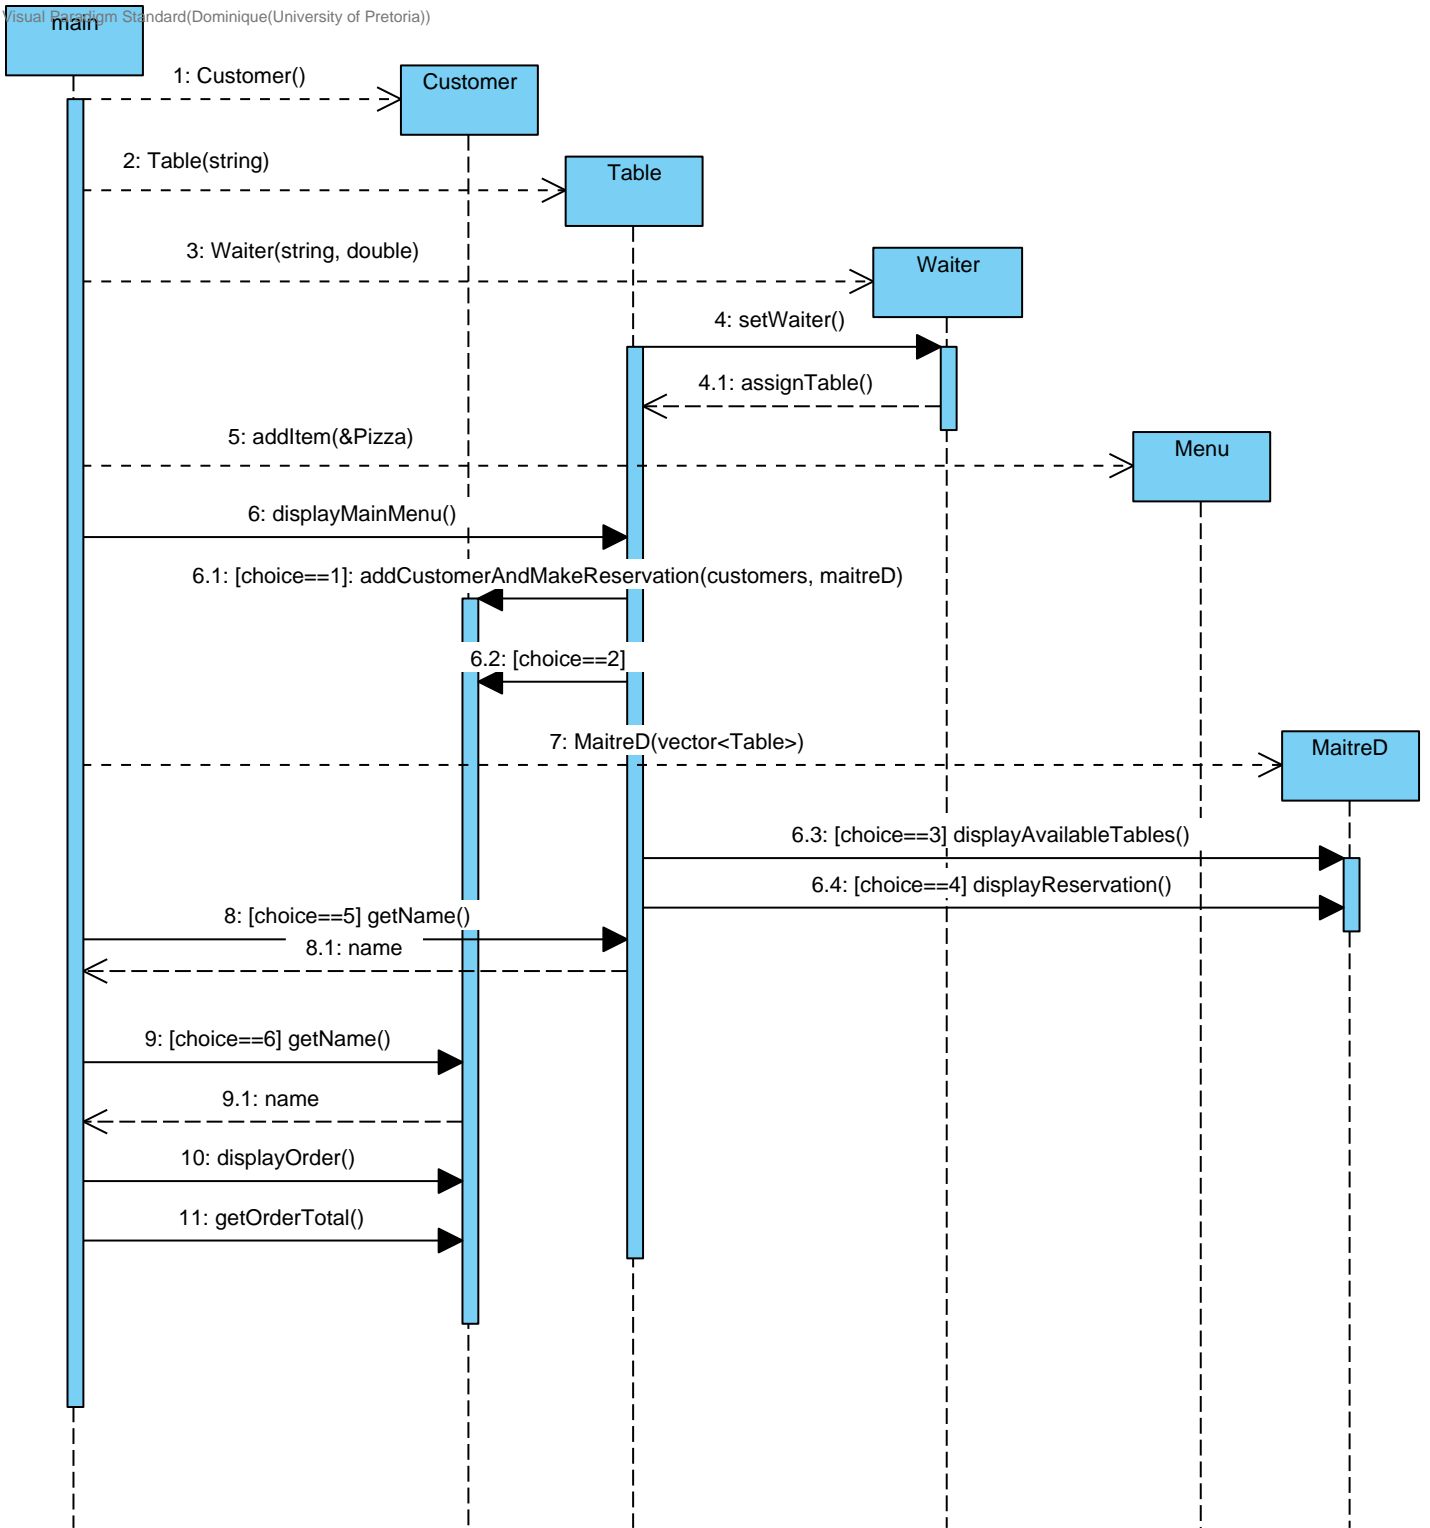 Visual Paradigm Standard(Dominique(University of Pretoria))
main
1: Customer()
Customer
2: Table(string)
Table
3: Waiter(string, double)
Waiter
4: setWaiter()
4.1: assignTable()
5: addItem(&Pizza)
Menu
6: displayMainMenu()
6.1: [choice==1]: addCustomerAndMakeReservation(customers, maitreD)
6.2: [choice==2]
7: MaitreD(vector<Table>)
MaitreD
6.3: [choice==3] displayAvailableTables()
6.4: [choice==4] displayReservation()
8: [choice==5] getName()
8.1: name
9: [choice==6] getName()
9.1: name
10: displayOrder()
11: getOrderTotal()